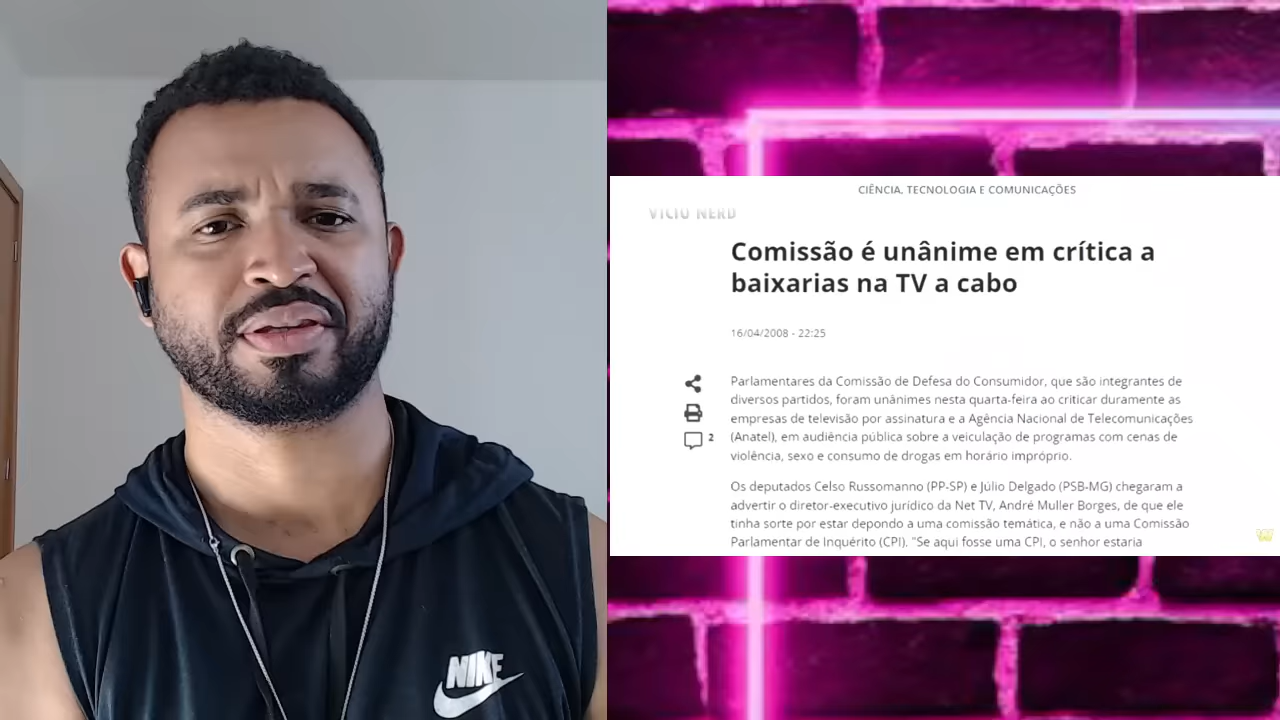 CIÊNCIA, TECNOLOGIA E COMUNICAÇÕES
VÍCIO NERD
Comissão é unânime em crítica a
baixarias na TV a cabo
16/04/2008 - 22:25
Parlamentares da Comissão de Defesa do Consumidor, que são integrantes de
diversos partidos, foram unânimes nesta quarta-feira ao criticar duramente as
empresas de televisão por assinatura e a Agência Nacional de Telecomunicações
2
(Anatel), em audiência pública sobre a veiculação de programas com cenas de
violência, sexo e consumo de drogas em horário impróprio.
Os deputados Celso Russomanno (PP-SP) e Júlio Delgado (PSB-MG) chegaram a
advertir o diretor-executivo jurídico da Net TV, André Muller Borges, de que ele
tinha sorte por estar depondo a uma comissão temática, e não a uma Comissão
Parlamentar de Inquérito (CPI). "Se aqui fosse uma CPI, o senhor estaria
NIKE